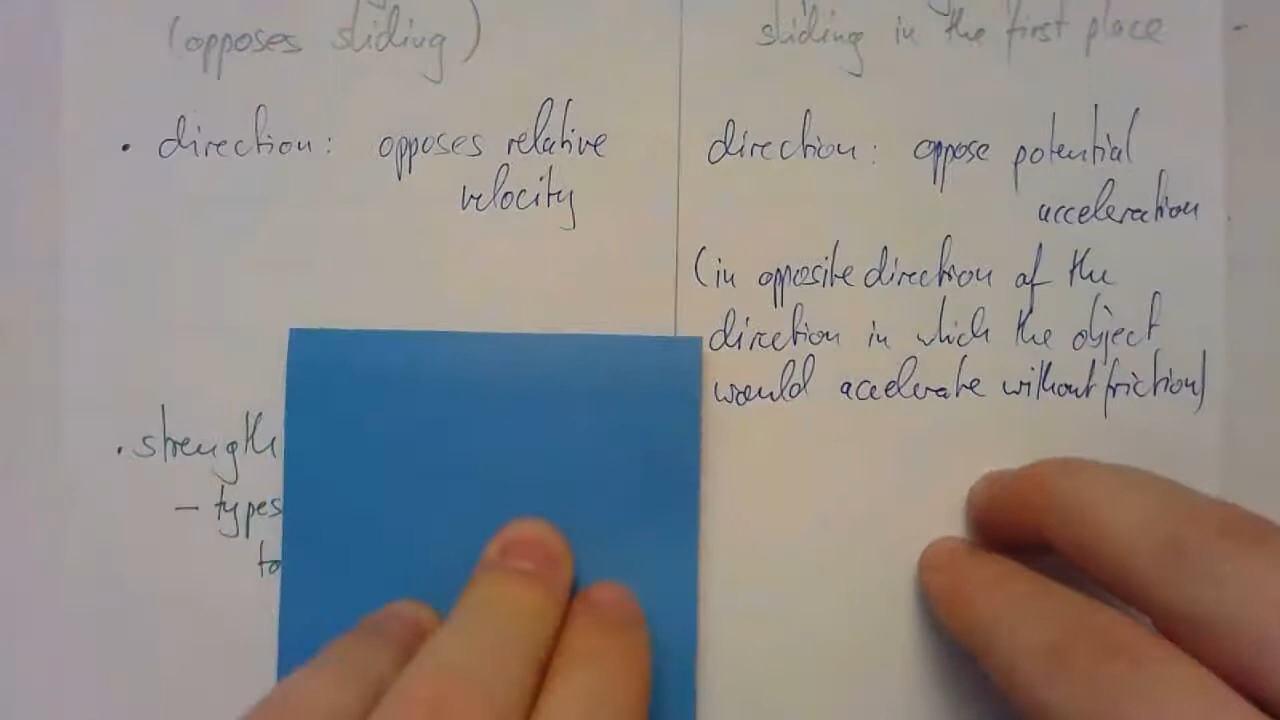 (opposes sliding)
sliding in the first place
• direction: opposes relative
velocity
direction: oppose potential
acceleration
(in opposite direction of the
direction in which the object
would accelerate without friction)
• strength
- types
to